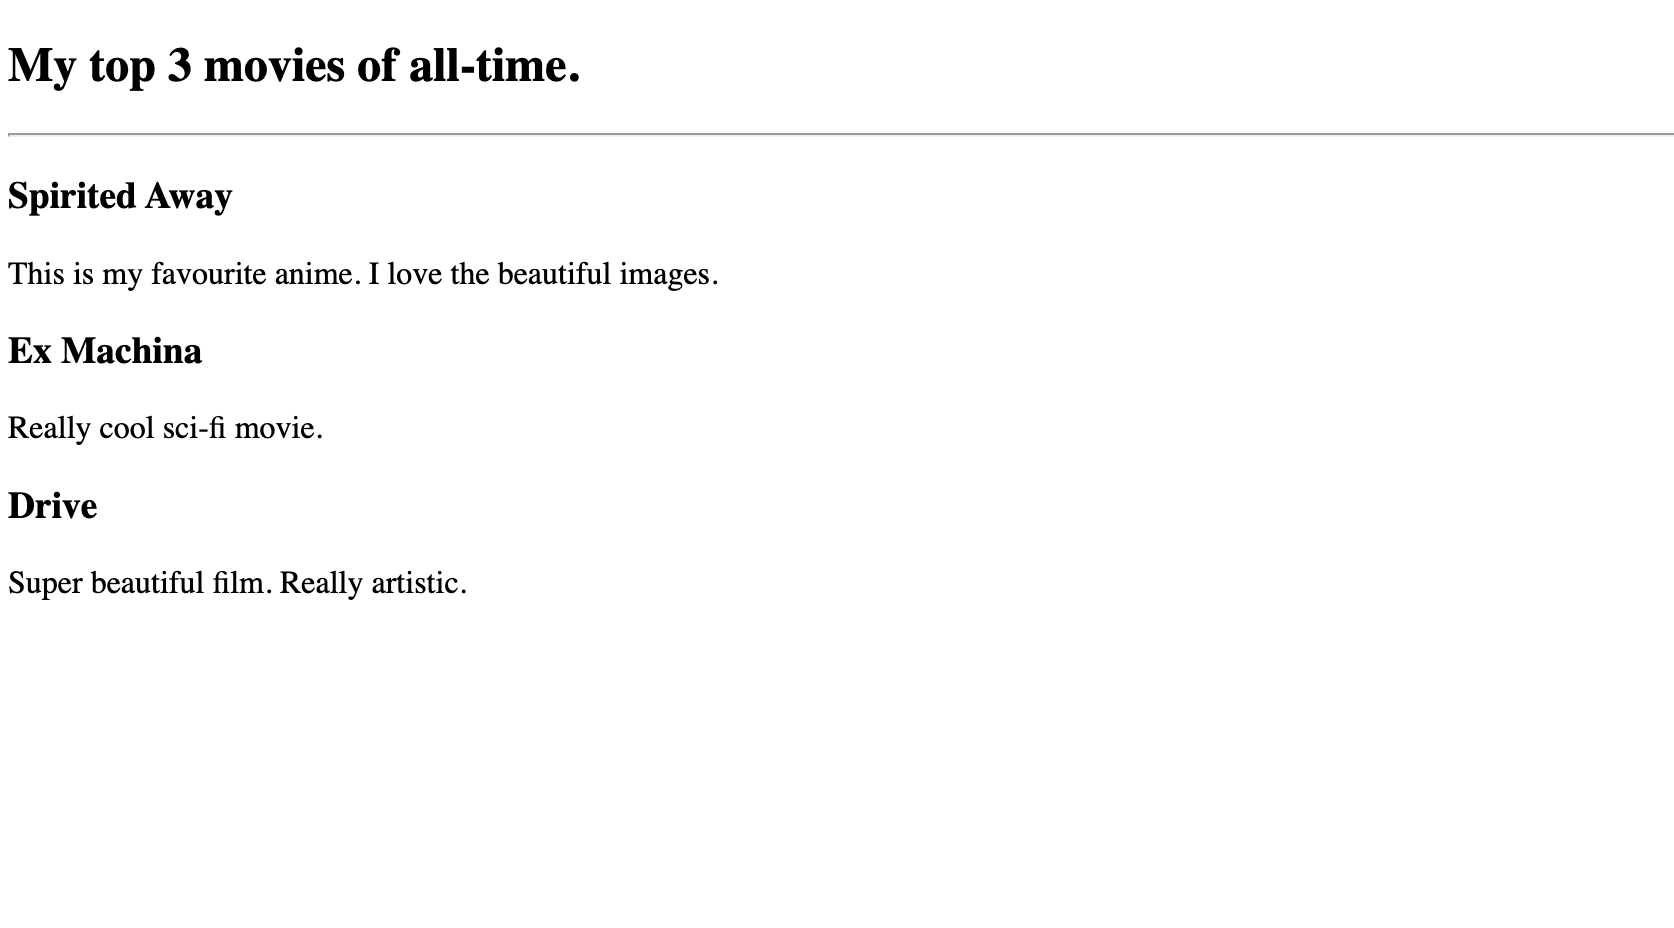 My top 3 movies of all-time.
Spirited Away
This is my favourite anime. I love the beautiful images.
Ex Machina
Really cool sci-fi movie.
Drive
Super beautiful film. Really artistic.